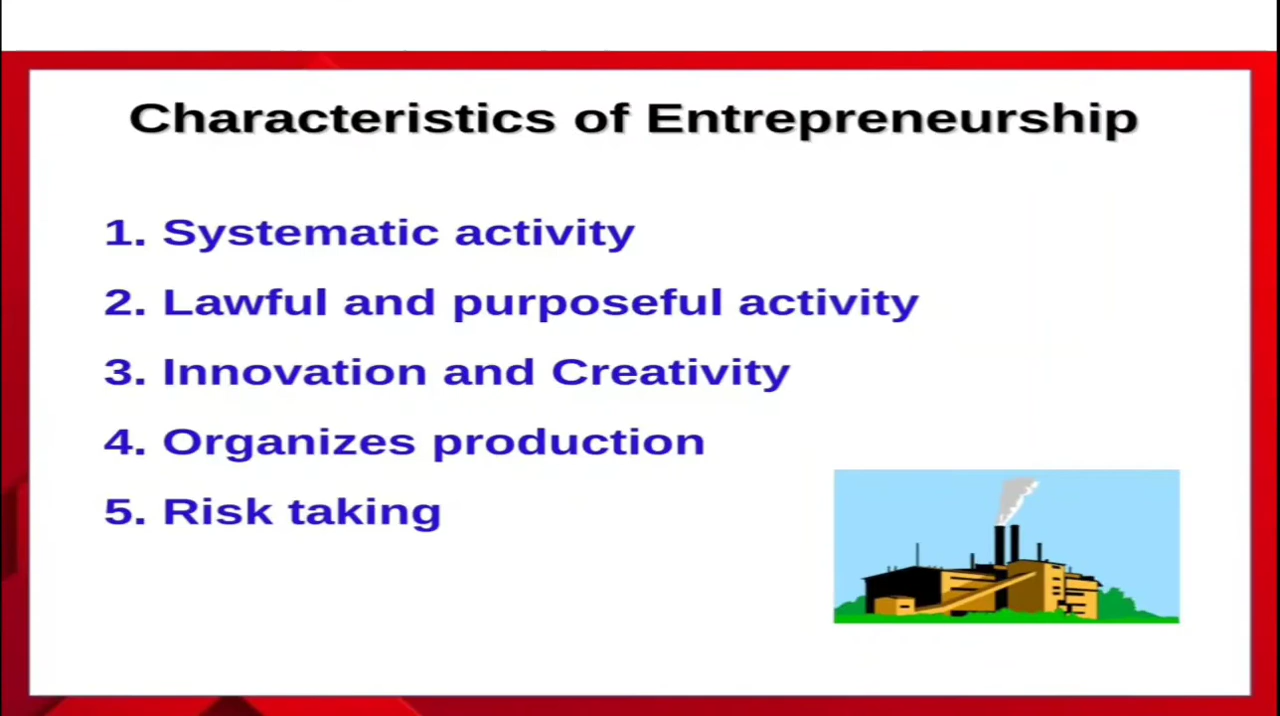 Characteristics of Entrepreneurship
1. Systematic activity
2. Lawful and purposeful activity
3. Innovation and Creativity
4. Organizes production
5. Risk taking